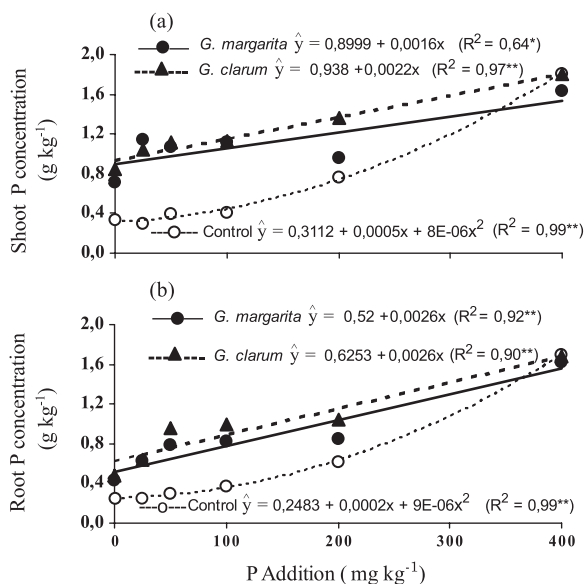 (a)
G. margarita ŷ = 0,8999 + 0,0016x (R² = 0,64*)
G. clarum ŷ = 0,938 +0,0022x (R² = 0,97**)
2,0
1,6
1,2
0,8
0,4
0,0
Shoot P concentration
(g kg⁻¹)
Control ŷ = 0,3112 + 0,0005x + 8E-06x² (R² = 0,99**)
(b)
G. margarita ŷ = 0,52 +0,0026x (R² = 0,92**)
G. clarum ŷ = 0,6253 +0,0026x (R² = 0,90**)
2,0
1,6
1,2
0,8
0,4
0,0
Root P concentration
(g kg⁻¹)
Control ŷ = 0,2483 + 0,0002x + 9E-06x² (R² = 0,99**)
0 100 200 300 400
P Addition ( mg kg⁻¹)